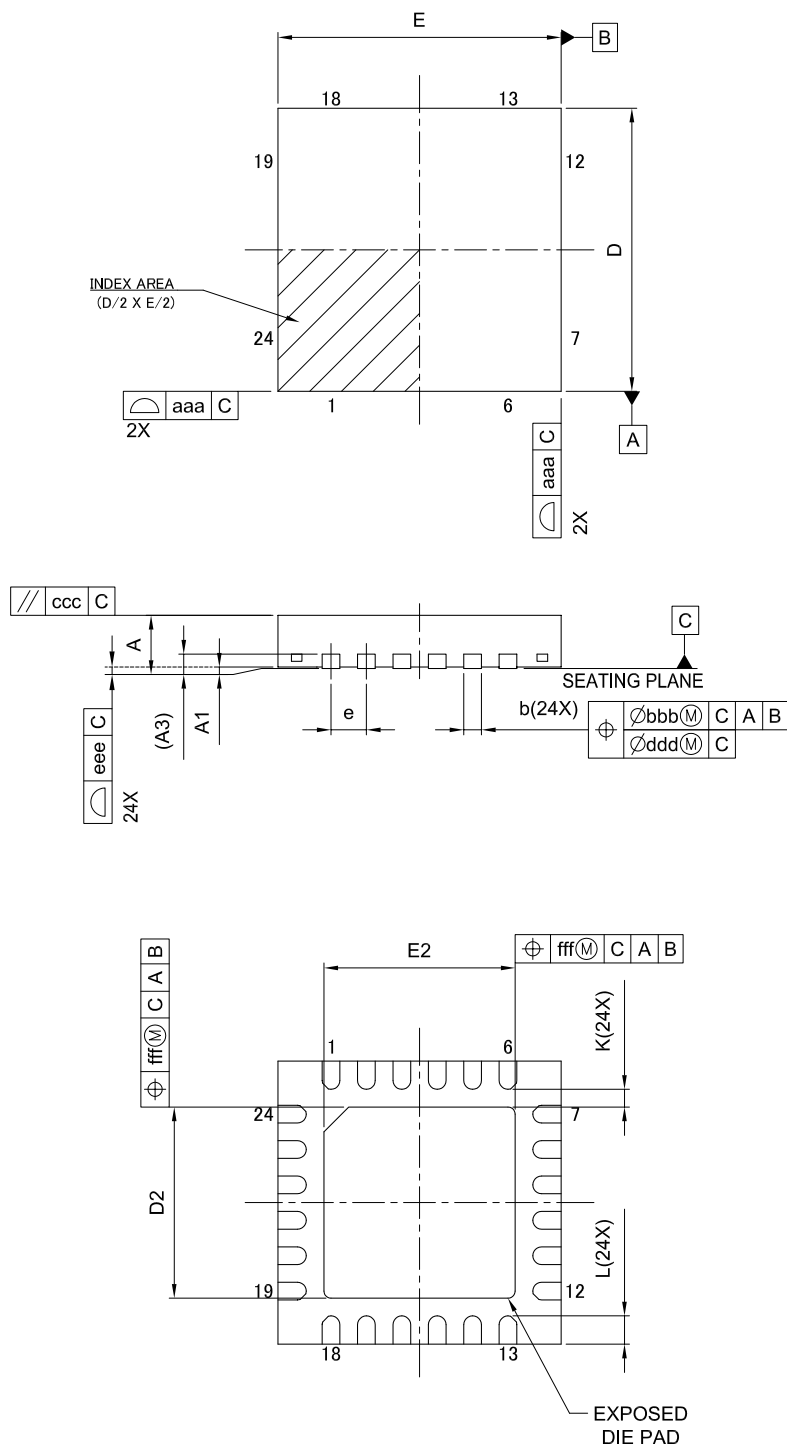 E
B
18 13
19 12
D
INDEX AREA
(D/2 X E/2)
24 7
aaa C
2X
1 6
A
aaa C
2X
// ccc C
A
C
SEATING PLANE
(A3)
A1
e
b(24X)
⌖ Øbbb Ⓜ C A B
Ødddd Ⓜ C
eee C
24X
⌖ fff Ⓜ C A B
E2
⌖ fff Ⓜ C A B
K(24X)
1 6
24 7
D2
L(24X)
19 12
18 13
EXPOSED
DIE PAD